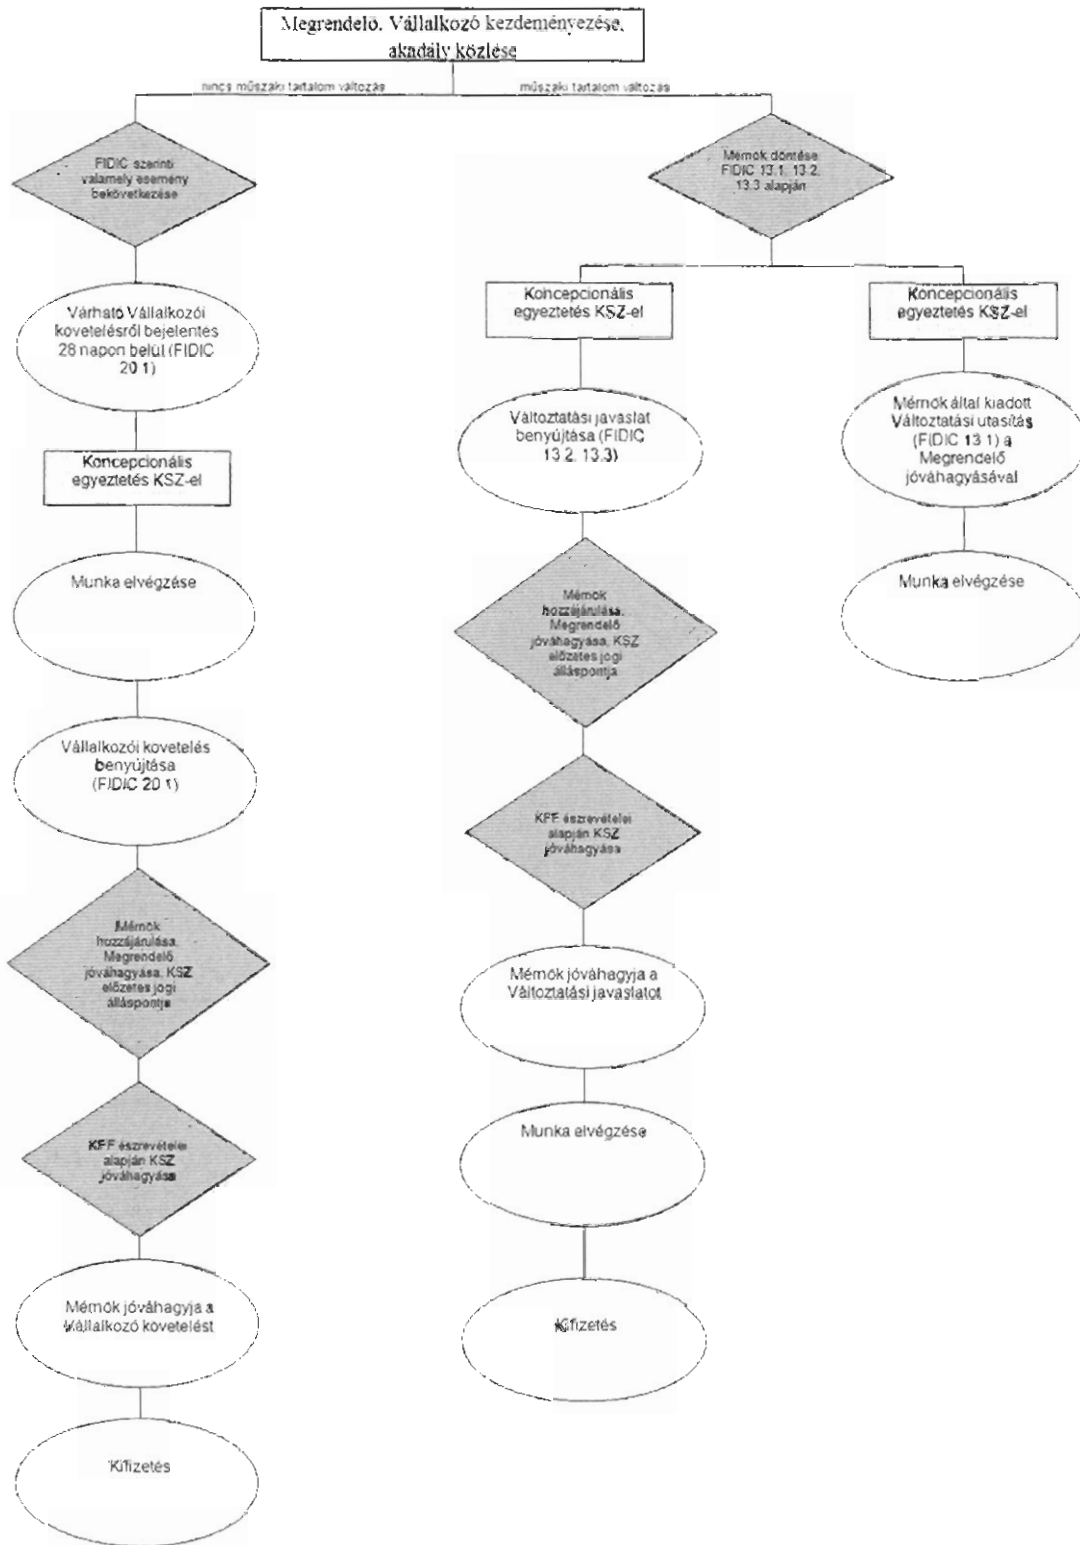 Megrendelő, Vállalkozó kezdeményezése,
akadály közlése
nincs műszaki tartalom változás
műszaki tartalom változás
FIDIC szerinti
valamely esemény
bekövetkezése
Várható Vállalkozói
követelésről bejelentés
28 napon belül (FIDIC
20.1)
Koncepcionális
egyeztetés KSZ-el
Munka elvégzése
Vállalkozói követelés
benyújtása
(FIDIC 20.1)
Mérnök
hozzájárulása,
Megrendelő
jóváhagyása, KSZ
előzetes jogi
álláspontja
KFF észrevételei
alapján KSZ
jóváhagyása
Mérnök jóváhagyja a
Vállalkozó követelést
Kifizetés
Mérnök döntése
FIDIC 13.1, 13.2,
13.3 alapján
Koncepcionális
egyeztetés KSZ-el
Változtatási javaslat
benyújtása (FIDIC
13.2, 13.3)
Mérnök
hozzájárulása,
Megrendelő
jóváhagyása, KSZ
előzetes jogi
álláspontja
KFF észrevételei
alapján KSZ
jóváhagyása
Mérnök jóváhagyja a
Változtatási javaslatot
Munka elvégzése
Kifizetés
Koncepcionális
egyeztetés KSZ-el
Mérnök által kiadott
Változtatási utasítás
(FIDIC 13.1) a
Megrendelő
jóváhagyásával
Munka elvégzése